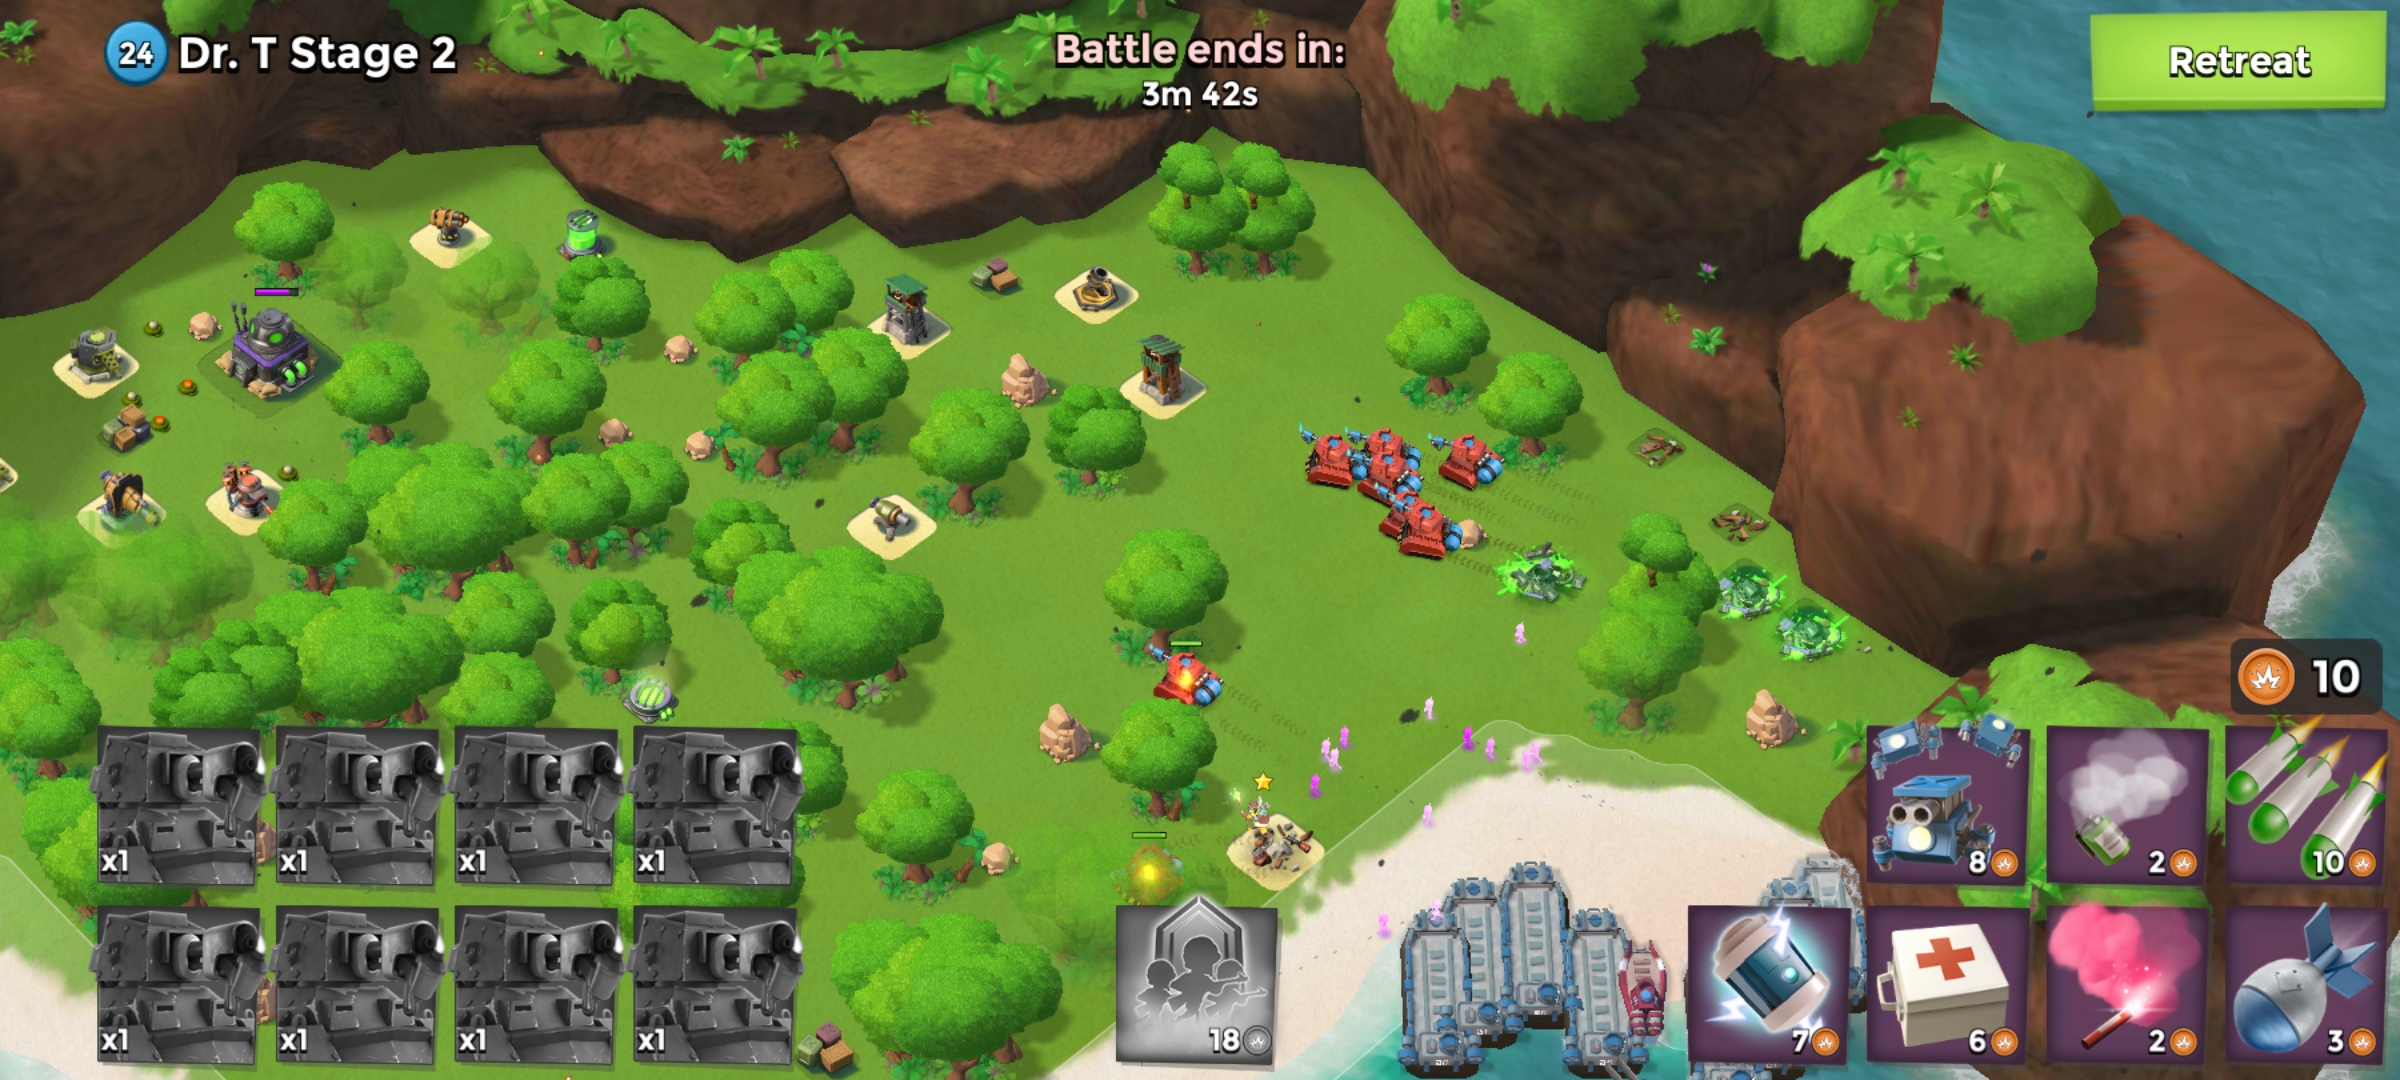 24 Dr. T Stage 2
Battle ends in:
3m 42s
Retreat
10
x1 x1 x1 x1
8 2 10
x1 x1 x1 x1
18 7 6 2 3